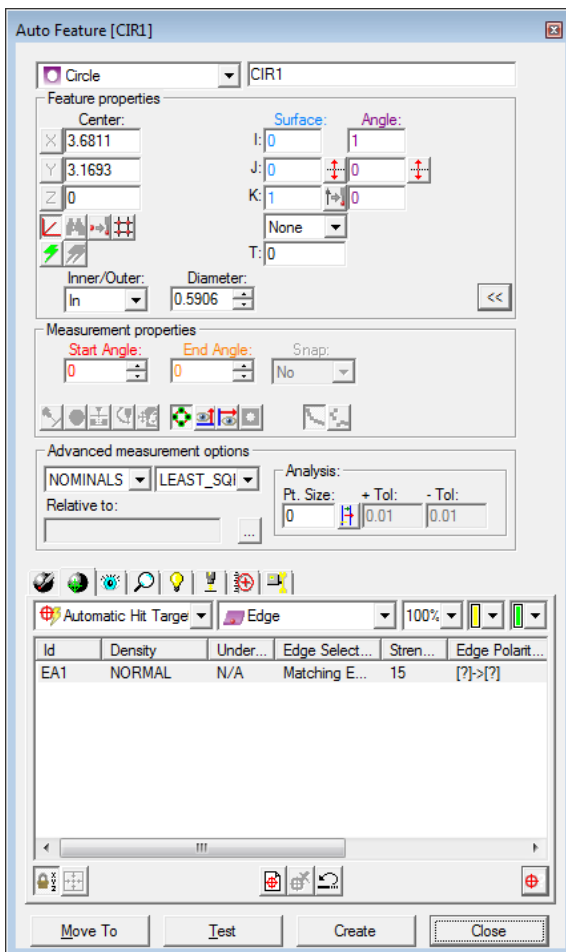 Auto Feature [CIR1]
Circle CIR1
Feature properties
Center: Surface: Angle:
X 3.6811 I: 0 1
Y 3.1693 J: 0 0
Z 0 K: 1 0
None
T: 0
Inner/Outer: Diameter:
In 0.5906 <<
Measurement properties
Start Angle: End Angle: Snap:
0 0 No
Advanced measurement options
NOMINALS LEAST_SQI Analysis:
Relative to: Pt. Size: + Tol: - Tol:
... 0 0.01 0.01
Automatic Hit Targe Edge 100%
Id Density Under... Edge Select... Stren... Edge Polarit...
EA1 NORMAL N/A Matching E... 15 [?]->[?]
Move To Test Create Close